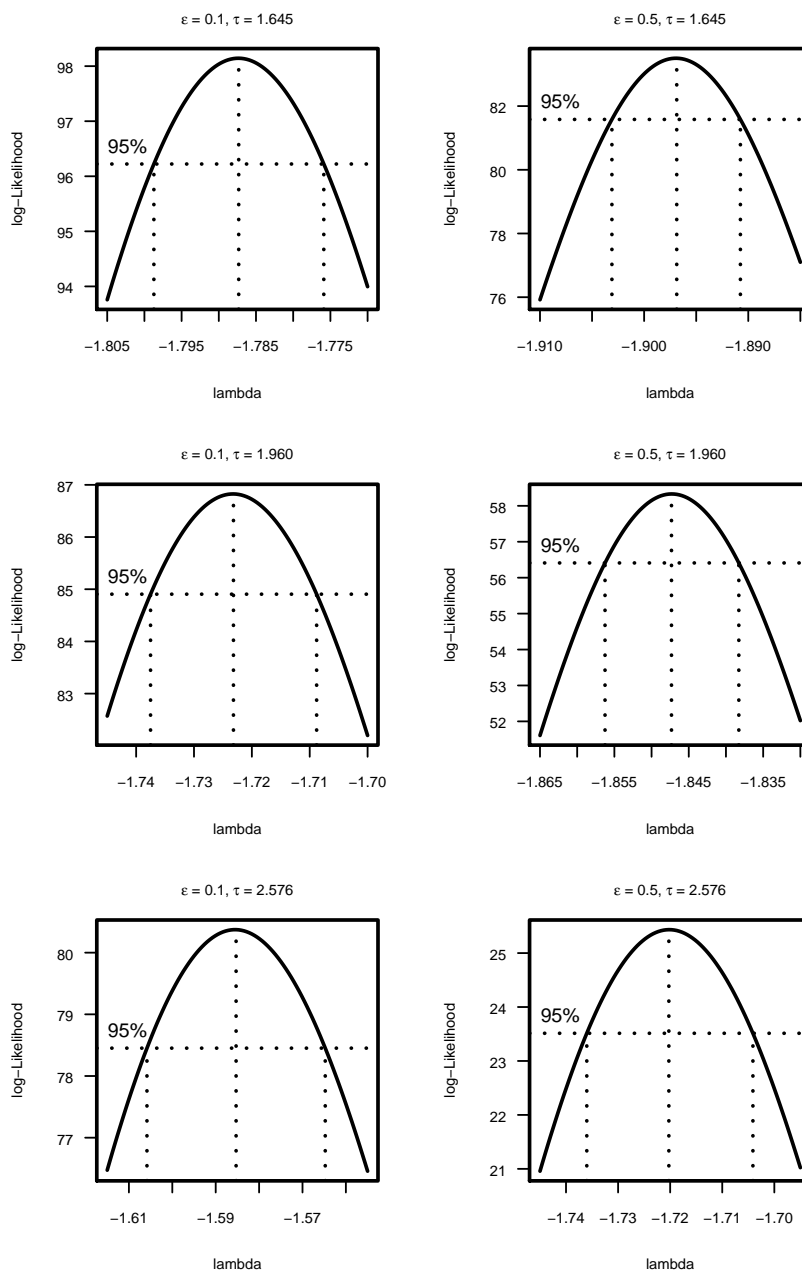 ε = 0.1, τ = 1.645
log−Likelihood
98
97
96
95
94
95%
−1.805 −1.795 −1.785 −1.775
lambda
ε = 0.5, τ = 1.645
log−Likelihood
82
80
78
76
95%
−1.910 −1.900 −1.890
lambda
ε = 0.1, τ = 1.960
log−Likelihood
87
86
85
84
83
95%
−1.74 −1.73 −1.72 −1.71 −1.70
lambda
ε = 0.5, τ = 1.960
log−Likelihood
58
57
56
55
54
53
52
95%
−1.865 −1.855 −1.845 −1.835
lambda
ε = 0.1, τ = 2.576
log−Likelihood
80
79
78
77
95%
−1.61 −1.59 −1.57
lambda
ε = 0.5, τ = 2.576
log−Likelihood
25
24
23
22
21
95%
−1.74 −1.73 −1.72 −1.71 −1.70
lambda